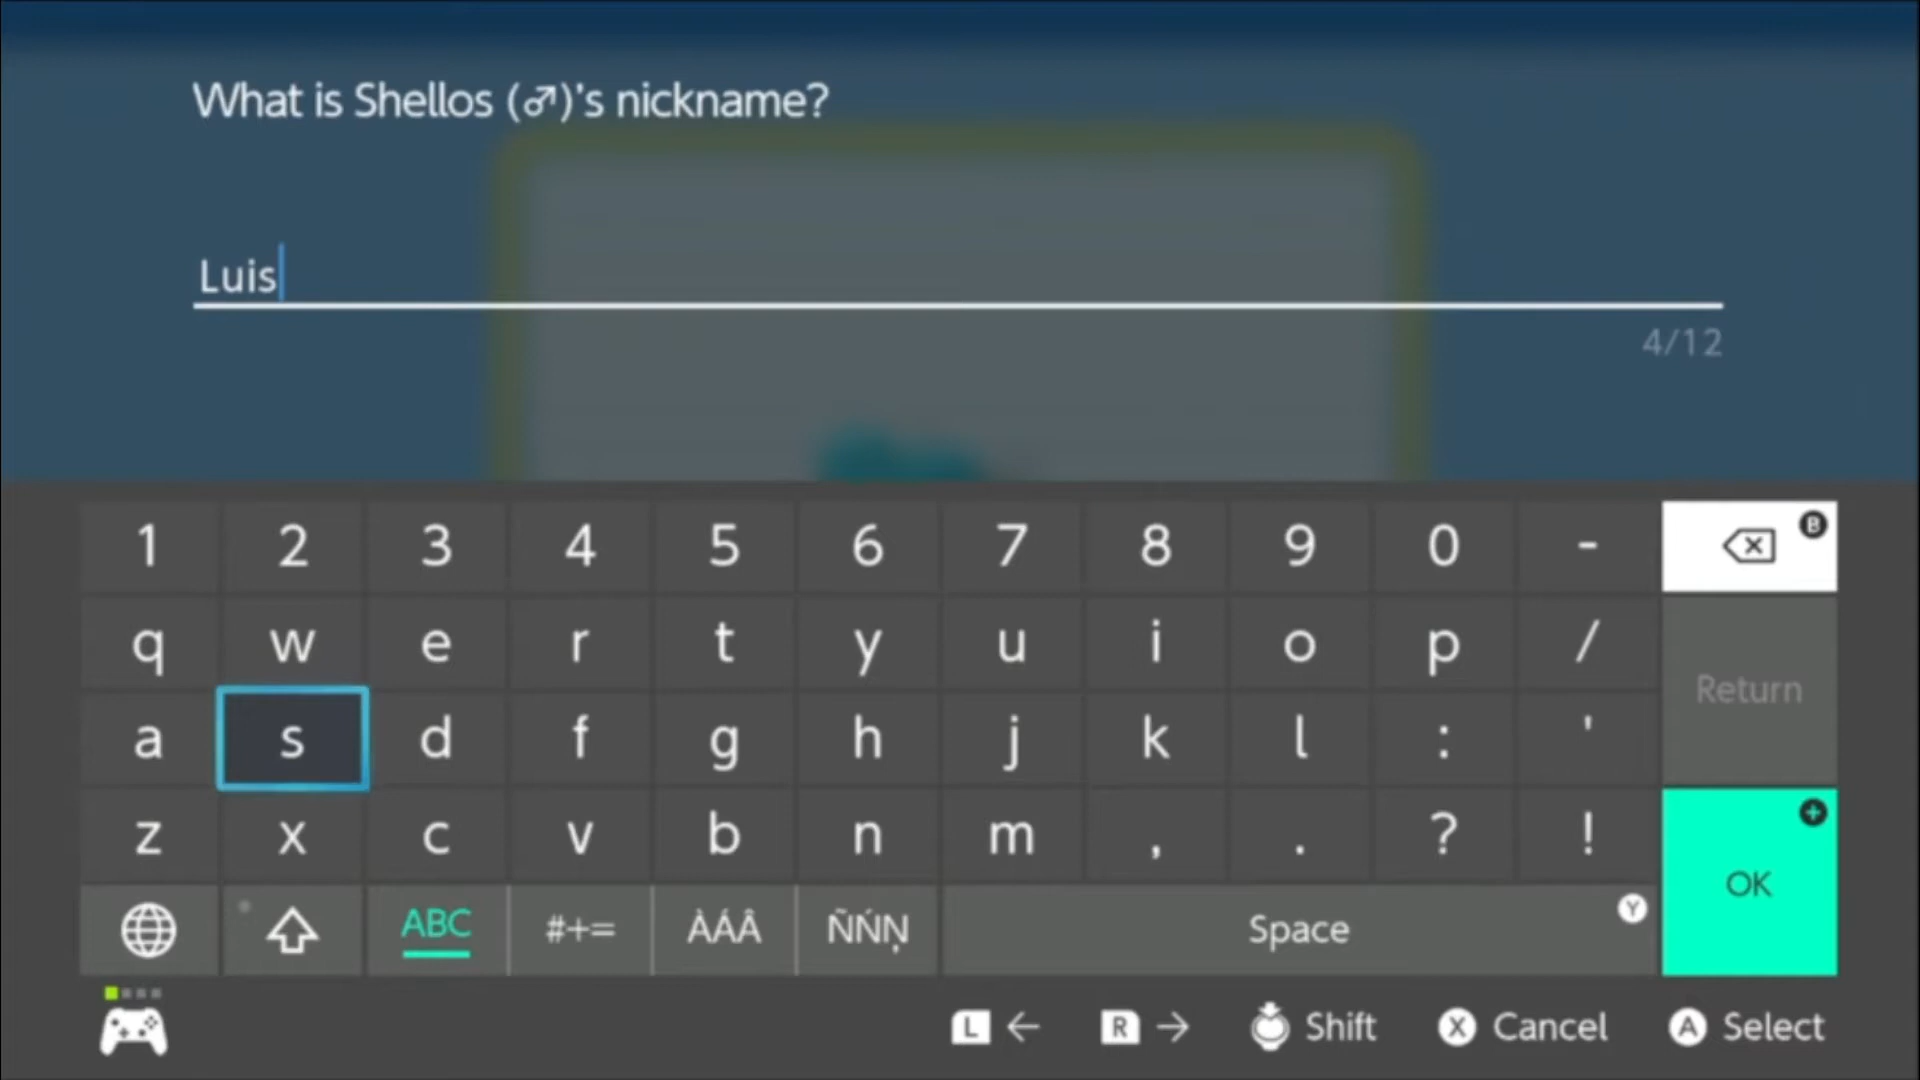 What is Shellos (♂)'s nickname?
Luis
4/12
1 2 3 4 5 6 7 8 9 0 - B
q w e r t y u i o p /
Return
a s d f g h j k l : '
z x c v b n m , . ? ! +
OK
ABC #+= ÀÁÂ ÑŃŅ Space Y
L ← R → Shift X Cancel A Select